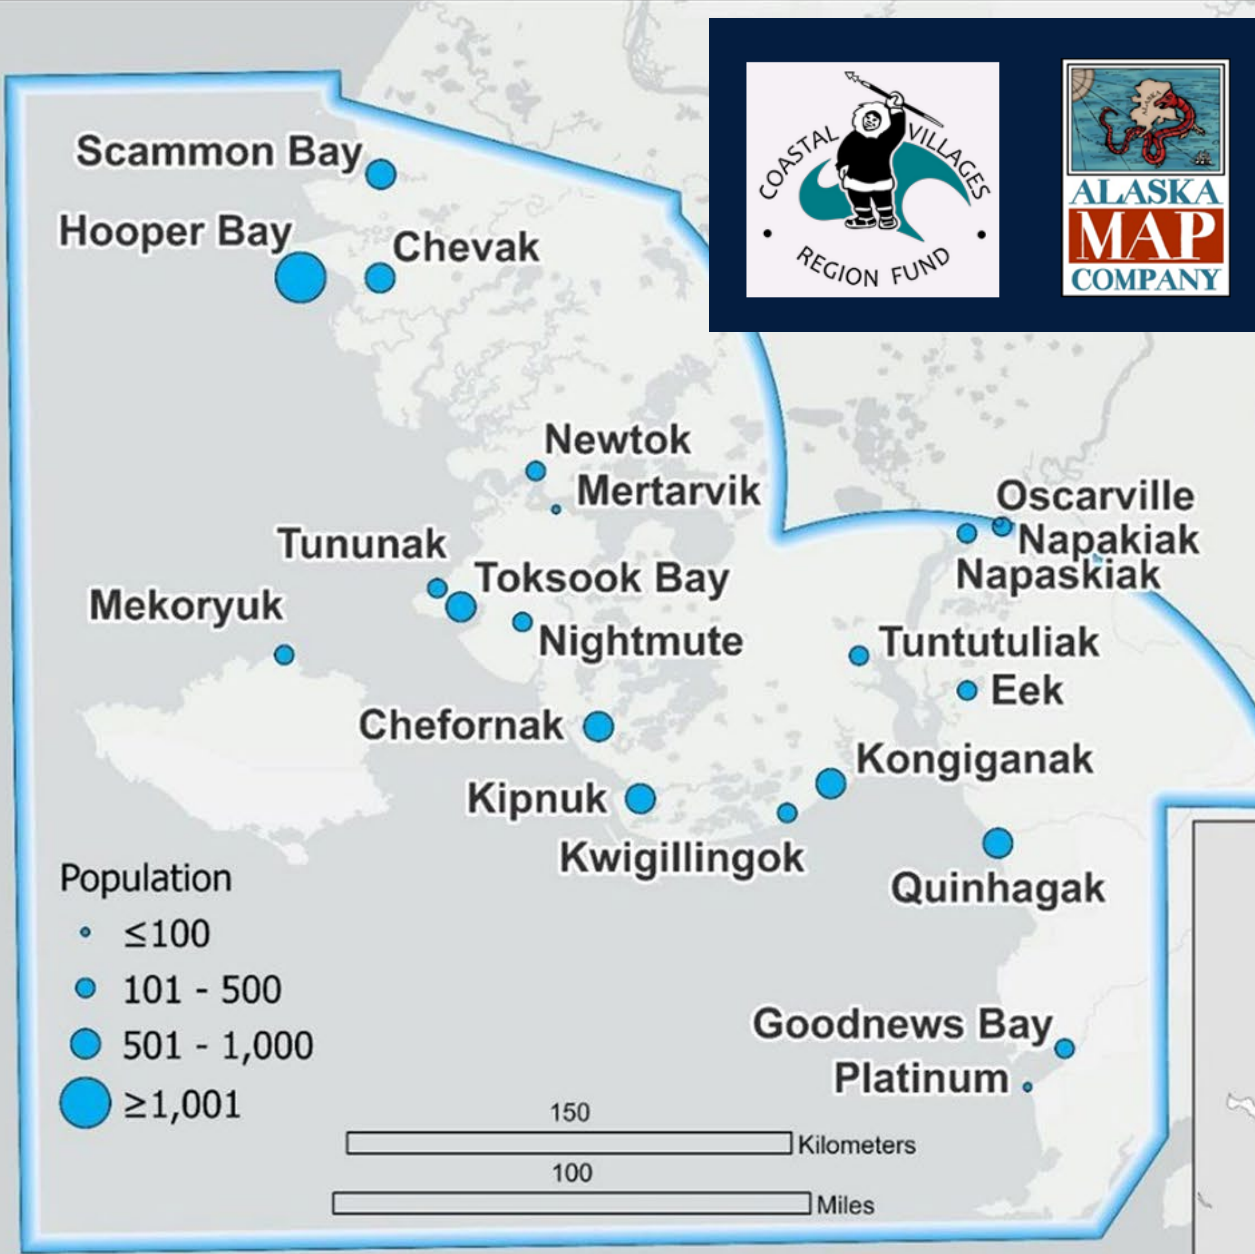 COASTAL VILLAGES
REGION FUND
ALASKA
MAP
COMPANY
Scammon Bay
Hooper Bay
Chevak
Newtok
Mertarvik
Oscarville
Napakiak
Napaskiak
Tununak
Toksook Bay
Mekoryuk
Nightmute
Tuntutuliak
Eek
Chefornak
Kongiganak
Kipnuk
Kwigillingok
Quinhagak
Population
≤100
101 - 500
501 - 1,000
≥1,001
Goodnews Bay
Platinum
150
Kilometers
100
Miles